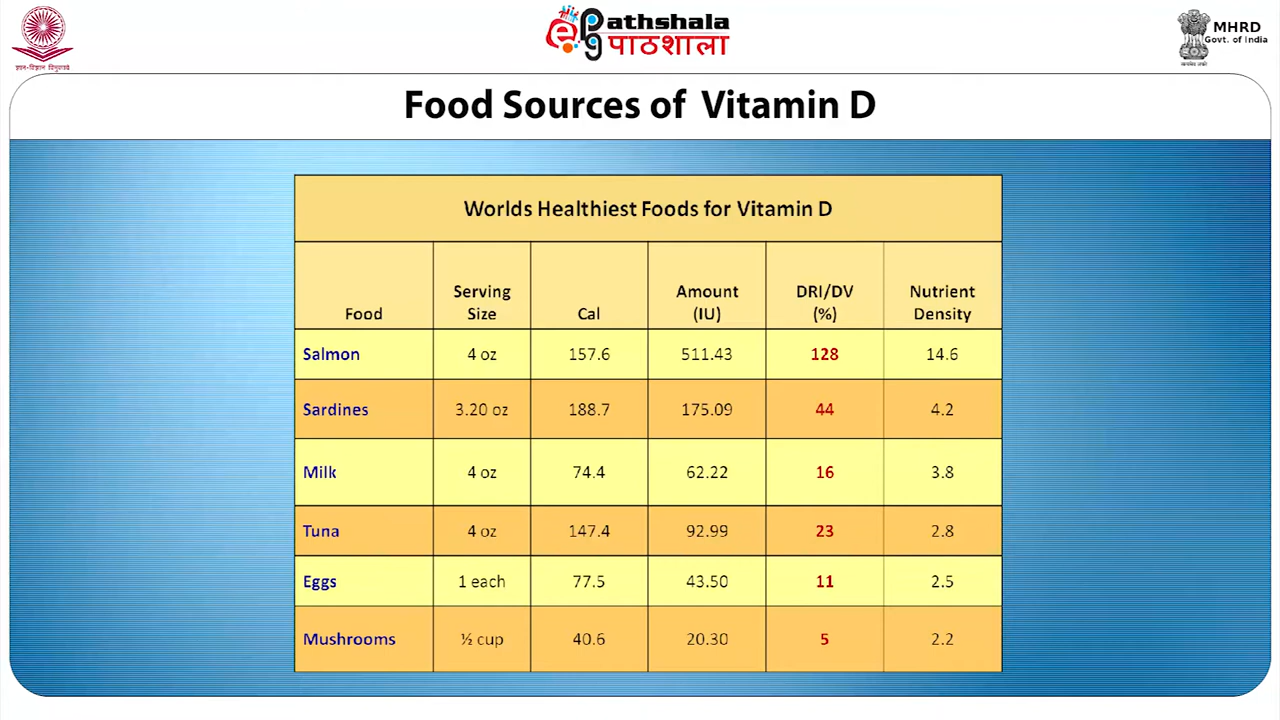 ePathshala
पाठशाला
MHRD
Govt. of India
Food Sources of Vitamin D
Worlds Healthiest Foods for Vitamin D
Food Serving Size Cal Amount (IU) DRI/DV (%) Nutrient Density
Salmon 4 oz 157.6 511.43 128 14.6
Sardines 3.20 oz 188.7 175.09 44 4.2
Milk 4 oz 74.4 62.22 16 3.8
Tuna 4 oz 147.4 92.99 23 2.8
Eggs 1 each 77.5 43.50 11 2.5
Mushrooms ½ cup 40.6 20.30 5 2.2